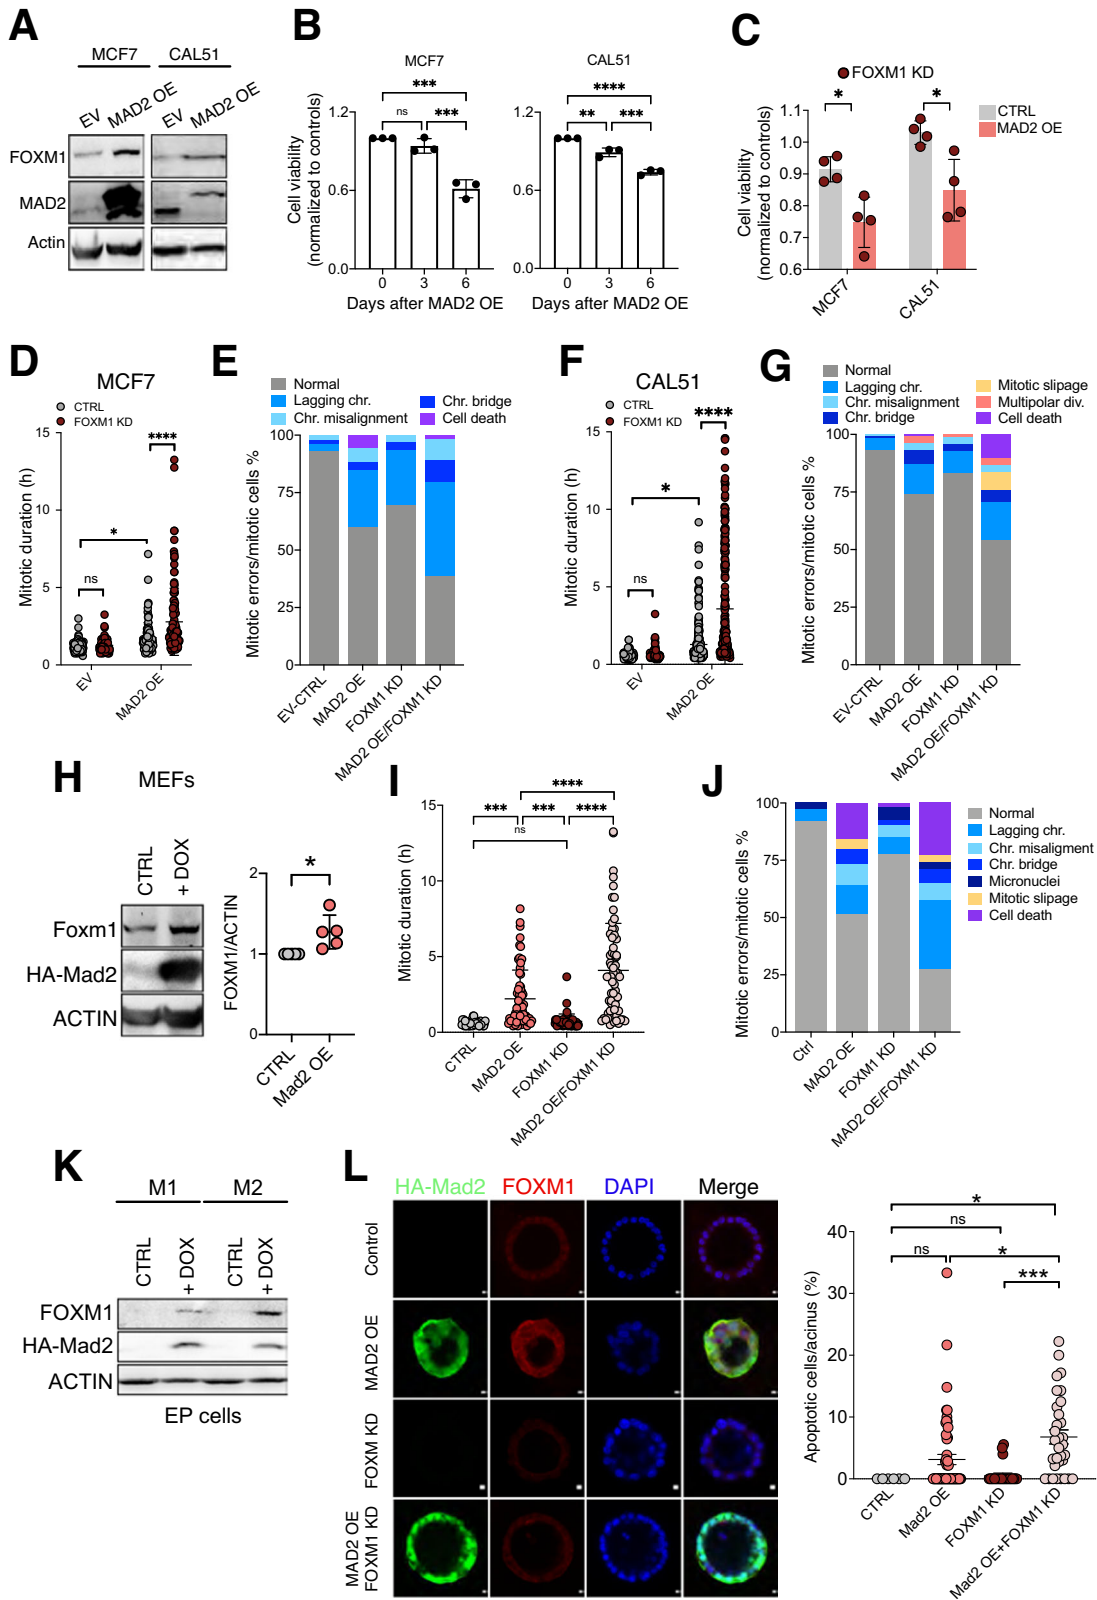 A
MCF7 CAL51
EV MAD2 OE EV MAD2 OE
FOXM1
MAD2
Actin
B
MCF7
Cell viability
(normalized to controls)
1.2
0.6
0.0
***
ns ***
0 3 6
Days after MAD2 OE
CAL51
1.2
0.6
0.0
****
** ***
0 3 6
Days after MAD2 OE
C
FOXM1 KD
CTRL
MAD2 OE
Cell viability
(normalized to controls)
1.1
1.0
0.9
0.8
0.7
0.6
* *
MCF7 CAL51
D
MCF7
CTRL
FOXM1 KD
Mitotic duration (h)
15
10
5
0
****
*
ns
EV MAD2 OE
E
Normal
Lagging chr.
Chr. misalignment
Chr. bridge
Cell death
Mitotic errors/mitotic cells %
100
75
50
25
0
EV-CTRL
MAD2 OE
FOXM1 KD
MAD2 OE/FOXM1 KD
F
CAL51
CTRL
FOXM1 KD
Mitotic duration (h)
15
10
5
0
****
*
ns
EV MAD2 OE
G
Normal
Lagging chr.
Chr. misalignment
Chr. bridge
Mitotic slipage
Multipolar div.
Cell death
Mitotic errors/mitotic cells %
100
75
50
25
0
EV-CTRL
MAD2 OE
FOXM1 KD
MAD2 OE/FOXM1 KD
H
MEFs
CTRL + DOX
Foxm1
HA-Mad2
ACTIN
FOXM1/ACTIN
2
1
0
*
CTRL
Mad2 OE
I
Mitotic duration (h)
15
10
5
0
****
*** *** ****
ns
CTRL
MAD2 OE
FOXM1 KD
MAD2 OE/FOXM1 KD
J
Mitotic errors/mitotic cells %
100
75
50
25
0
Normal
Lagging chr.
Chr. misaligment
Chr. bridge
Micronuclei
Mitotic slipage
Cell death
Ctrl
MAD2 OE
FOXM1 KD
MAD2 OE/FOXM1 KD
K
M1 M2
CTRL + DOX CTRL + DOX
FOXM1
HA-Mad2
ACTIN
EP cells
L
HA-Mad2 FOXM1 DAPI Merge
Control
MAD2 OE
FOXM KD
MAD2 OE
FOXM1 KD
Apoptotic cells/acinus (%)
40
30
20
10
0
*
ns
ns *
***
CTRL
Mad2 OE
FOXM1 KD
Mad2 OE+FOXM1 KD